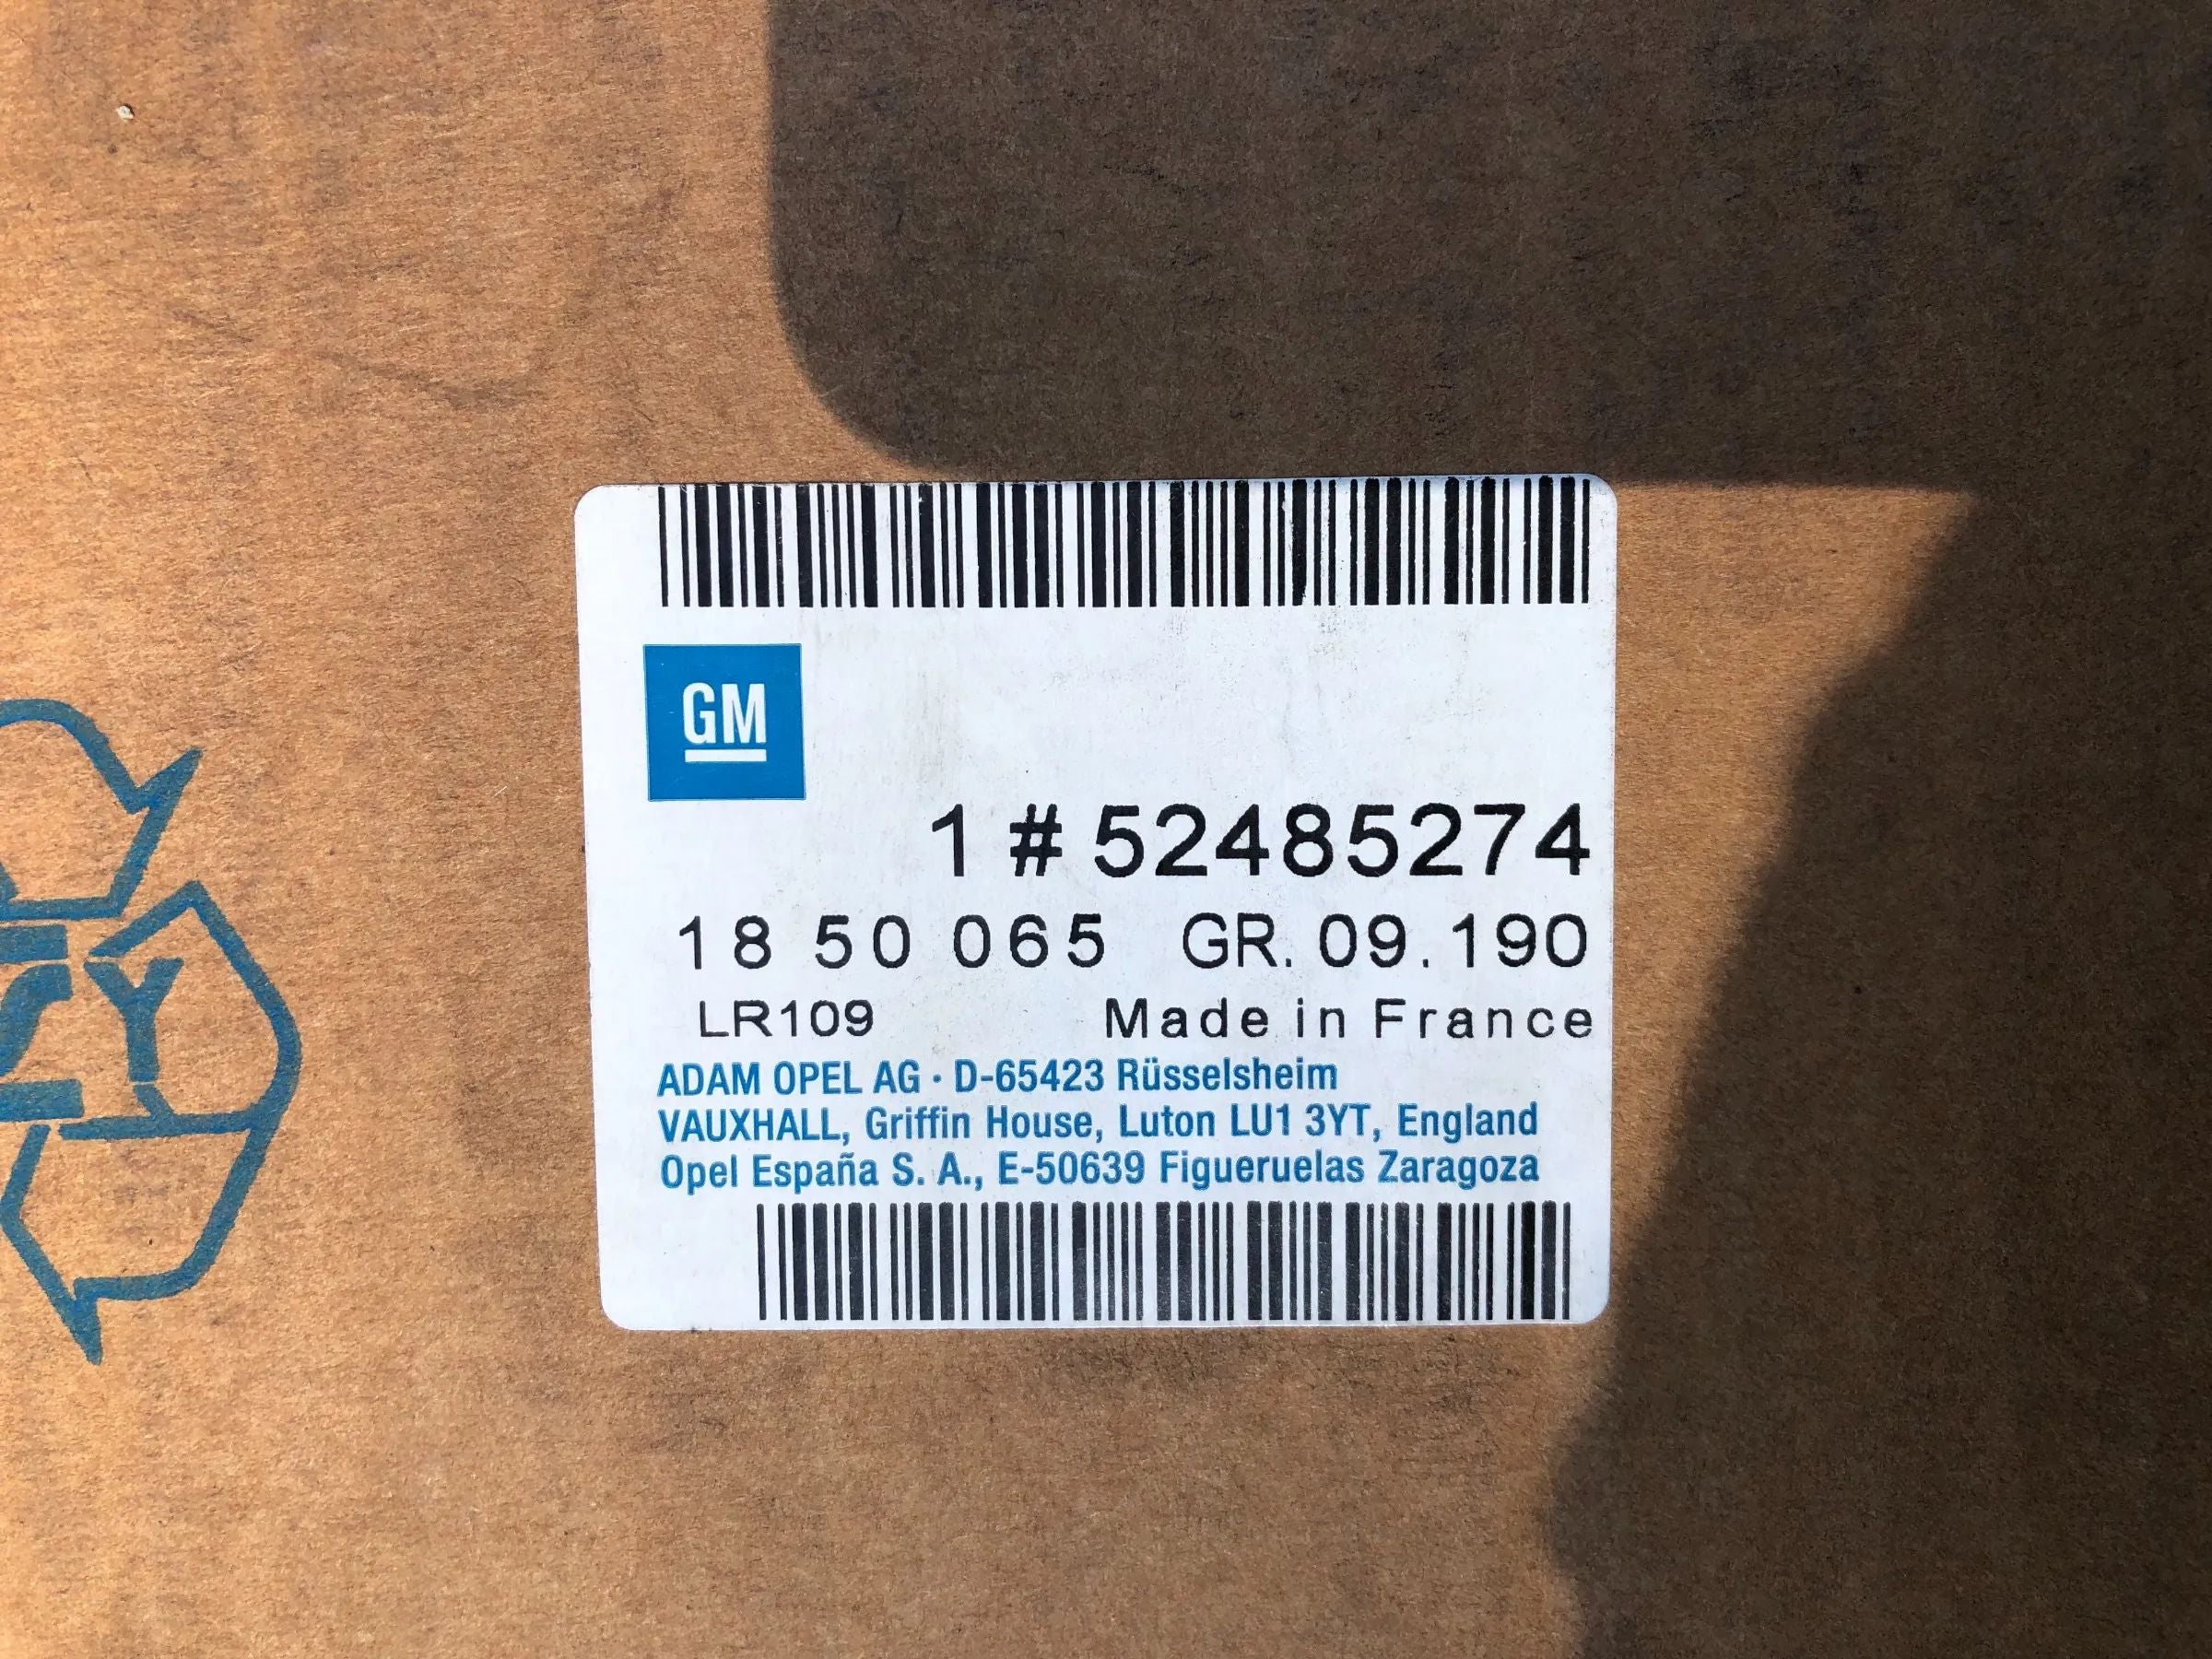 GM
1 # 52485274
18 50 065 GR. 09.190
LR109 Made in France
ADAM OPEL AG · D-65423 Rüsselsheim
VAUXHALL, Griffin House, Luton LU1 3YT, England
Opel España S. A., E-50639 Figueruelas Zaragoza